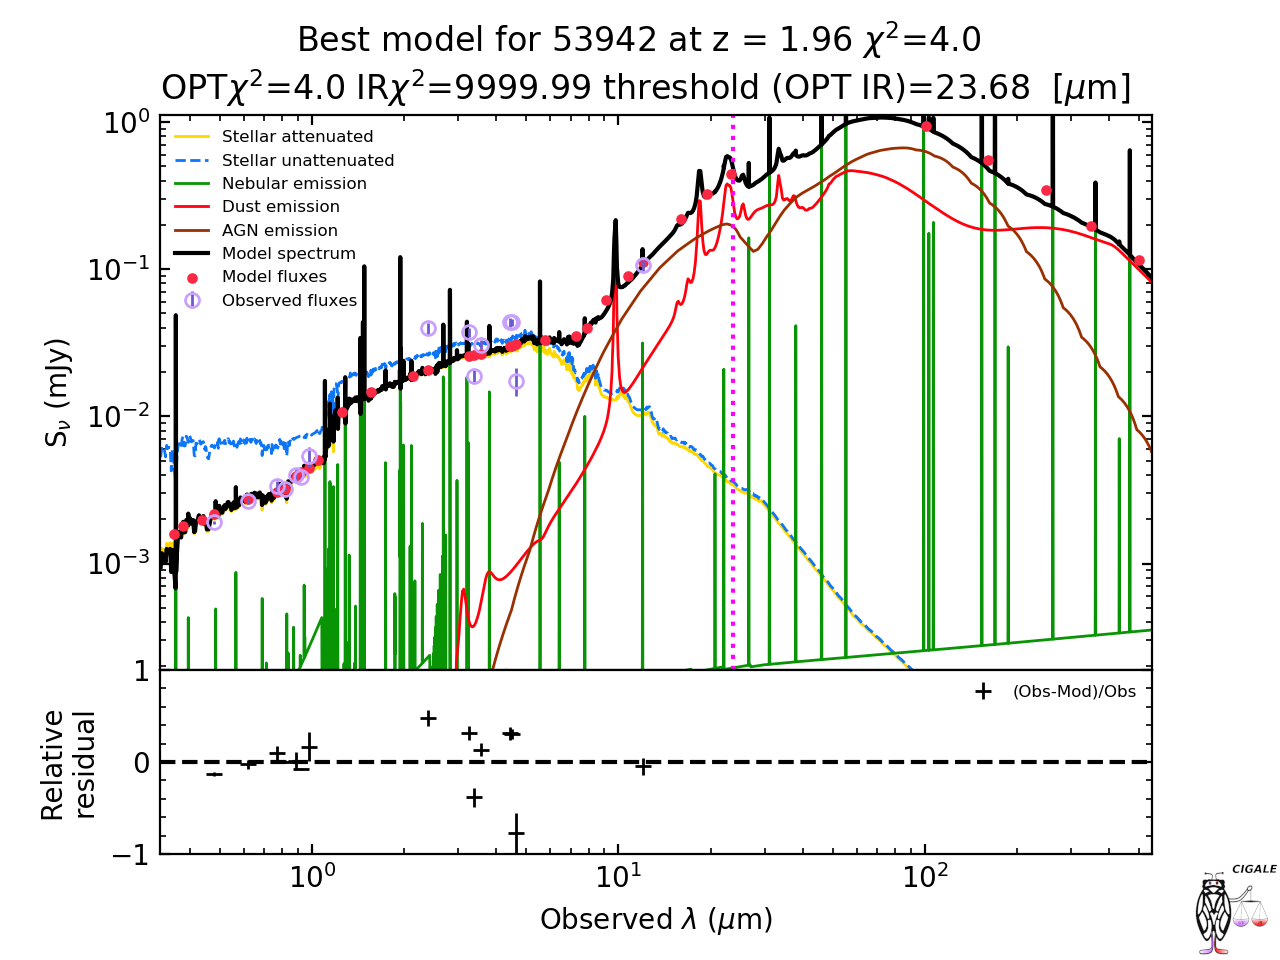 Best model for 53942 at z = 1.96 χ²=4.0
OPTχ²=4.0 IRχ²=9999.99 threshold (OPT IR)=23.68 [μm]
Stellar attenuated
Stellar unattenuated
Nebular emission
Dust emission
AGN emission
Model spectrum
Model fluxes
Observed fluxes
10⁰
10⁻¹
10⁻²
10⁻³
S_ν (mJy)
(Obs-Mod)/Obs
1
0
−1
Relative
residual
10⁰ 10¹ 10²
Observed λ (μm)
CIGALE